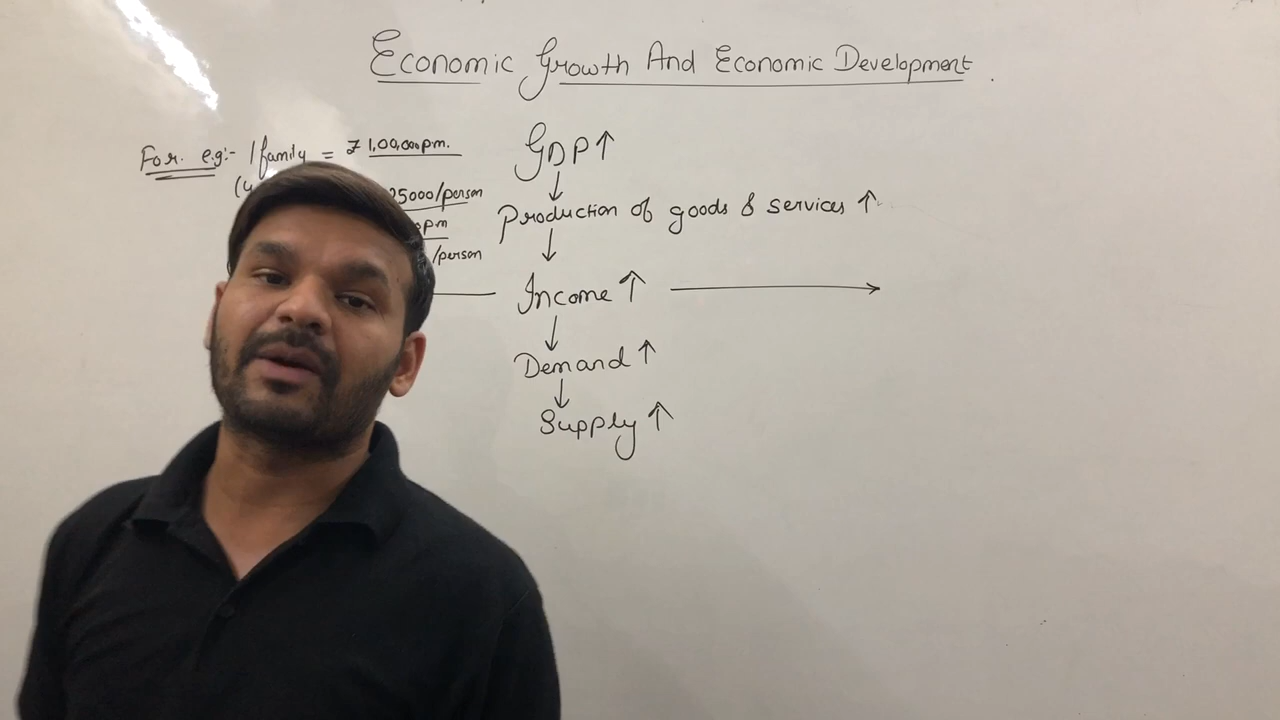 Economic Growth And Economic Development
For. e.g:- 1 family = ₹ 1,00,000 pm.
25000/person
pm
/person
GDP ↑
↓
Production of goods & services ↑
↓
Income ↑ →
↓
Demand ↑
↓
Supply ↑